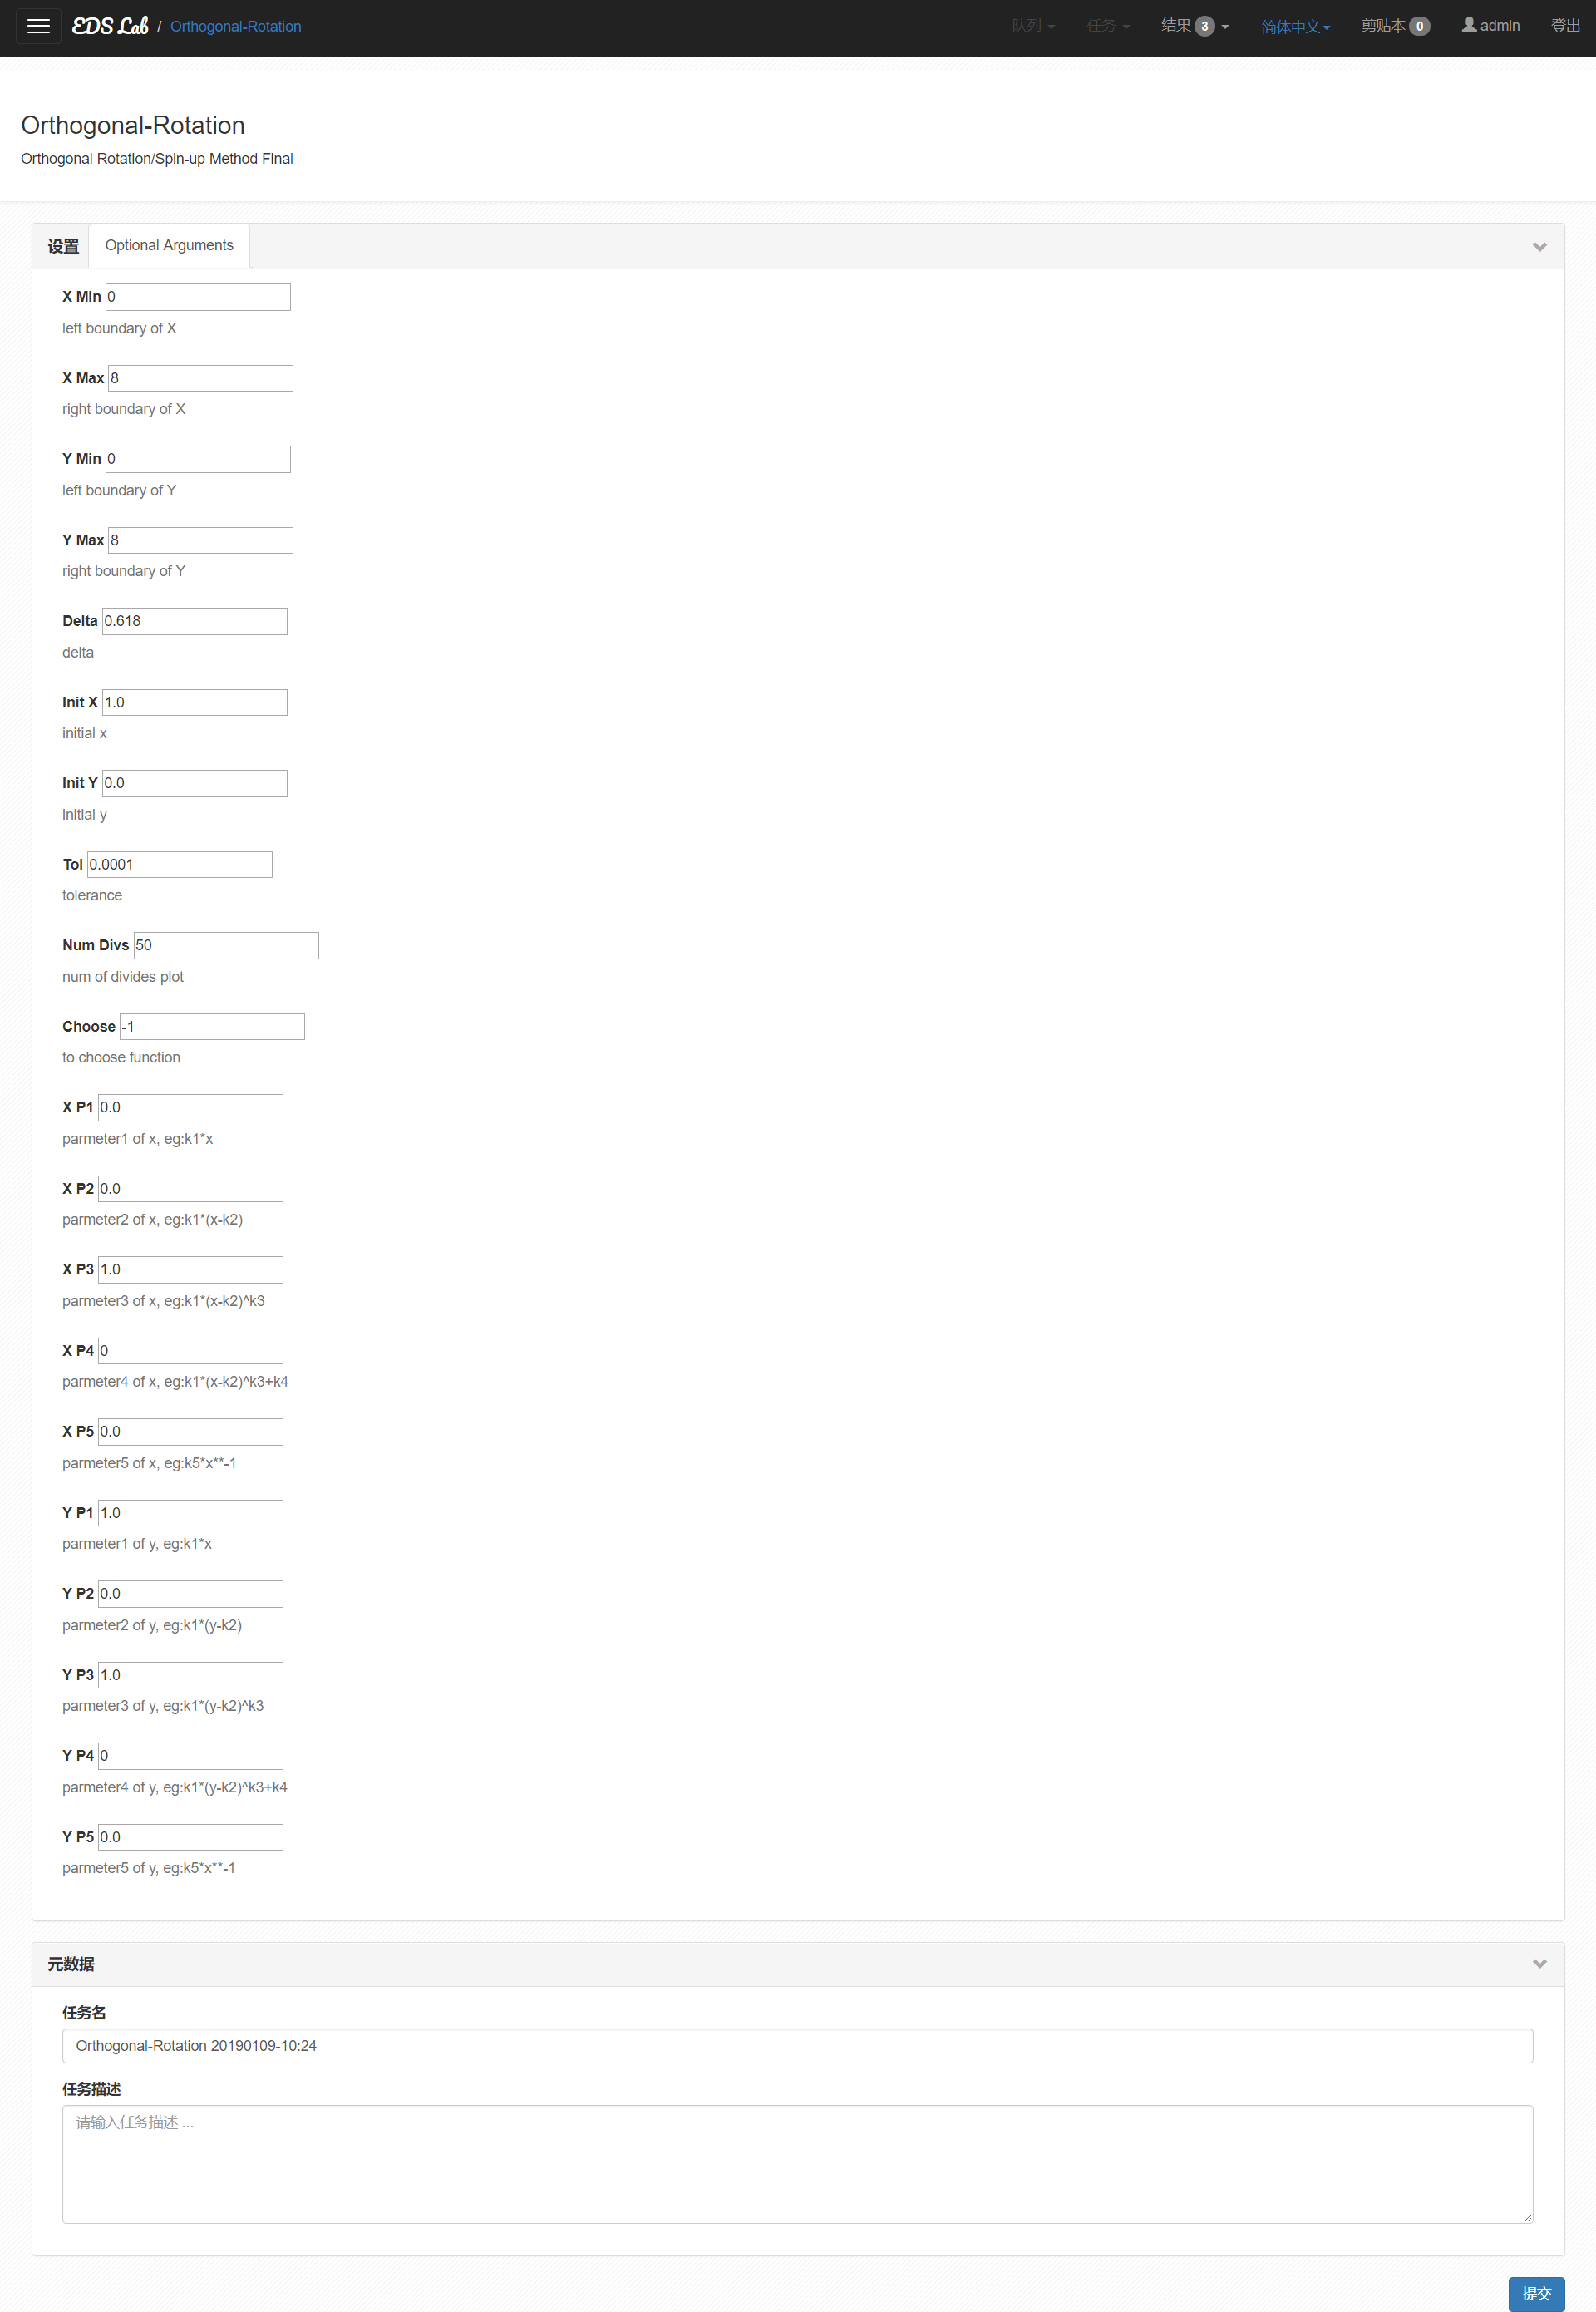 EDS Lab / Orthogonal-Rotation 队列 任务 结果 3 简体中文 剪贴本 0 admin 登出
Orthogonal-Rotation
Orthogonal Rotation/Spin-up Method Final
设置 Optional Arguments
X Min 0
left boundary of X
X Max 8
right boundary of X
Y Min 0
left boundary of Y
Y Max 8
right boundary of Y
Delta 0.618
delta
Init X 1.0
initial x
Init Y 0.0
initial y
Tol 0.0001
tolerance
Num Divs 50
num of divides plot
Choose -1
to choose function
X P1 0.0
parmeter1 of x, eg:k1*x
X P2 0.0
parmeter2 of x, eg:k1*(x-k2)
X P3 1.0
parmeter3 of x, eg:k1*(x-k2)^k3
X P4 0
parmeter4 of x, eg:k1*(x-k2)^k3+k4
X P5 0.0
parmeter5 of x, eg:k5*x**-1
Y P1 1.0
parmeter1 of y, eg:k1*x
Y P2 0.0
parmeter2 of y, eg:k1*(y-k2)
Y P3 1.0
parmeter3 of y, eg:k1*(y-k2)^k3
Y P4 0
parmeter4 of y, eg:k1*(y-k2)^k3+k4
Y P5 0.0
parmeter5 of y, eg:k5*x**-1
元数据
任务名
Orthogonal-Rotation 20190109-10:24
任务描述
请输入任务描述 ...
提交